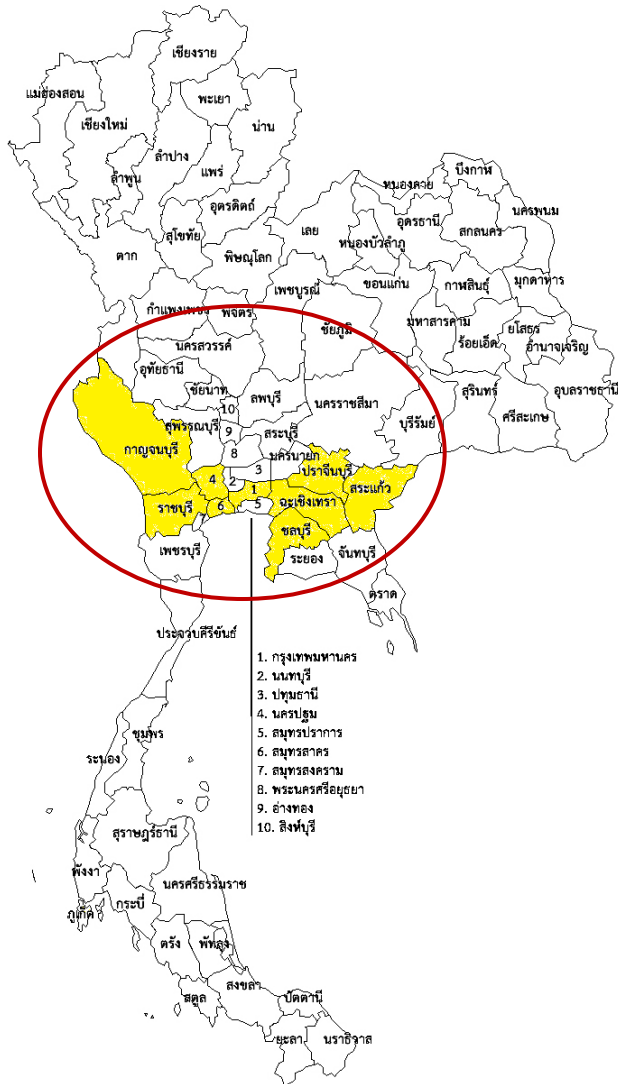 เชียงราย
แม่ฮ่องสอน
พะเยา
เชียงใหม่
น่าน
ลำปาง
แพร่
ลำพูน
อุตรดิตถ์
บึงกาฬ
หนองคาย
นครพนม
สุโขทัย
เลย
อุดรธานี
สกลนคร
หนองบัวลำภู
ตาก
พิษณุโลก
เพชรบูรณ์
ขอนแก่น
กาฬสินธุ์
มุกดาหาร
กำแพงเพชร
พิจิตร
ชัยภูมิ
มหาสารคาม
ร้อยเอ็ด
ยโสธร
อำนาจเจริญ
นครสวรรค์
อุทัยธานี
ชัยนาท
ลพบุรี
นครราชสีมา
บุรีรัมย์
สุรินทร์
ศรีสะเกษ
อุบลราชธานี
10
สุพรรณบุรี
9
สระบุรี
กาญจนบุรี
8
นครนายก
3
ปราจีนบุรี
4
2
1
สระแก้ว
ราชบุรี
6
5
ฉะเชิงเทรา
ชลบุรี
เพชรบุรี
ระยอง
จันทบุรี
ตราด
ประจวบคีรีขันธ์
1. กรุงเทพมหานคร
2. นนทบุรี
3. ปทุมธานี
4. นครปฐม
5. สมุทรปราการ
6. สมุทรสาคร
7. สมุทรสงคราม
8. พระนครศรีอยุธยา
9. อ่างทอง
10. สิงห์บุรี
ชุมพร
ระนอง
สุราษฎร์ธานี
พังงา
นครศรีธรรมราช
กระบี่
ภูเก็ต
ตรัง
พัทลุง
สงขลา
สตูล
ปัตตานี
ยะลา
นราธิวาส